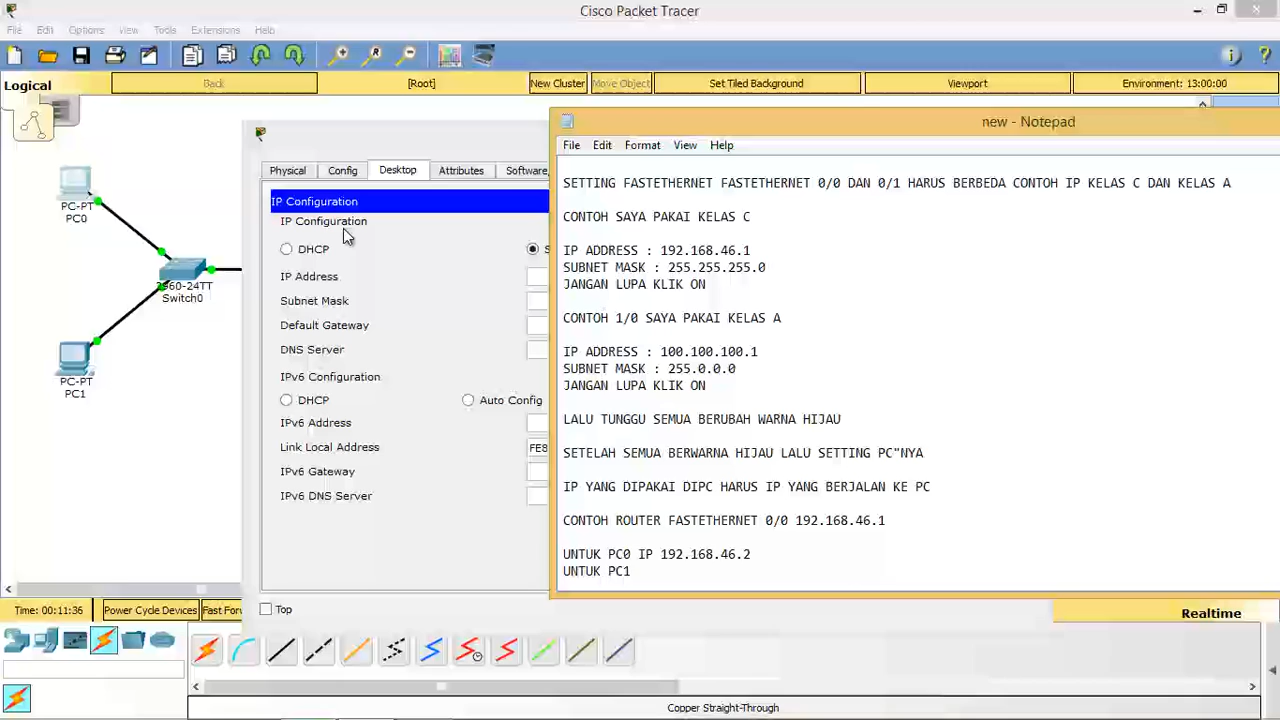 Cisco Packet Tracer
File Edit Options View Tools Extensions Help
Logical
Back
[Root]
New Cluster
Move Object
Set Tiled Background
Viewport
Environment: 13:00:00
PC-PT
PC0
2960-24TT
Switch0
PC-PT
PC1
Physical Config Desktop Attributes Software
IP Configuration
IP Configuration
DHCP S
IP Address
Subnet Mask
Default Gateway
DNS Server
IPv6 Configuration
DHCP Auto Config
IPv6 Address
Link Local Address FE8
IPv6 Gateway
IPv6 DNS Server
Top
new - Notepad
File Edit Format View Help
SETTING FASTETHERNET FASTETHERNET 0/0 DAN 0/1 HARUS BERBEDA CONTOH IP KELAS C DAN KELAS A
CONTOH SAYA PAKAI KELAS C
IP ADDRESS : 192.168.46.1
SUBNET MASK : 255.255.255.0
JANGAN LUPA KLIK ON
CONTOH 1/0 SAYA PAKAI KELAS A
IP ADDRESS : 100.100.100.1
SUBNET MASK : 255.0.0.0
JANGAN LUPA KLIK ON
LALU TUNGGU SEMUA BERUBAH WARNA HIJAU
SETELAH SEMUA BERWARNA HIJAU LALU SETTING PC"NYA
IP YANG DIPAKAI DIPC HARUS IP YANG BERJALAN KE PC
CONTOH ROUTER FASTETHERNET 0/0 192.168.46.1
UNTUK PC0 IP 192.168.46.2
UNTUK PC1
Time: 00:11:36
Power Cycle Devices
Fast For
Realtime
Copper Straight-Through